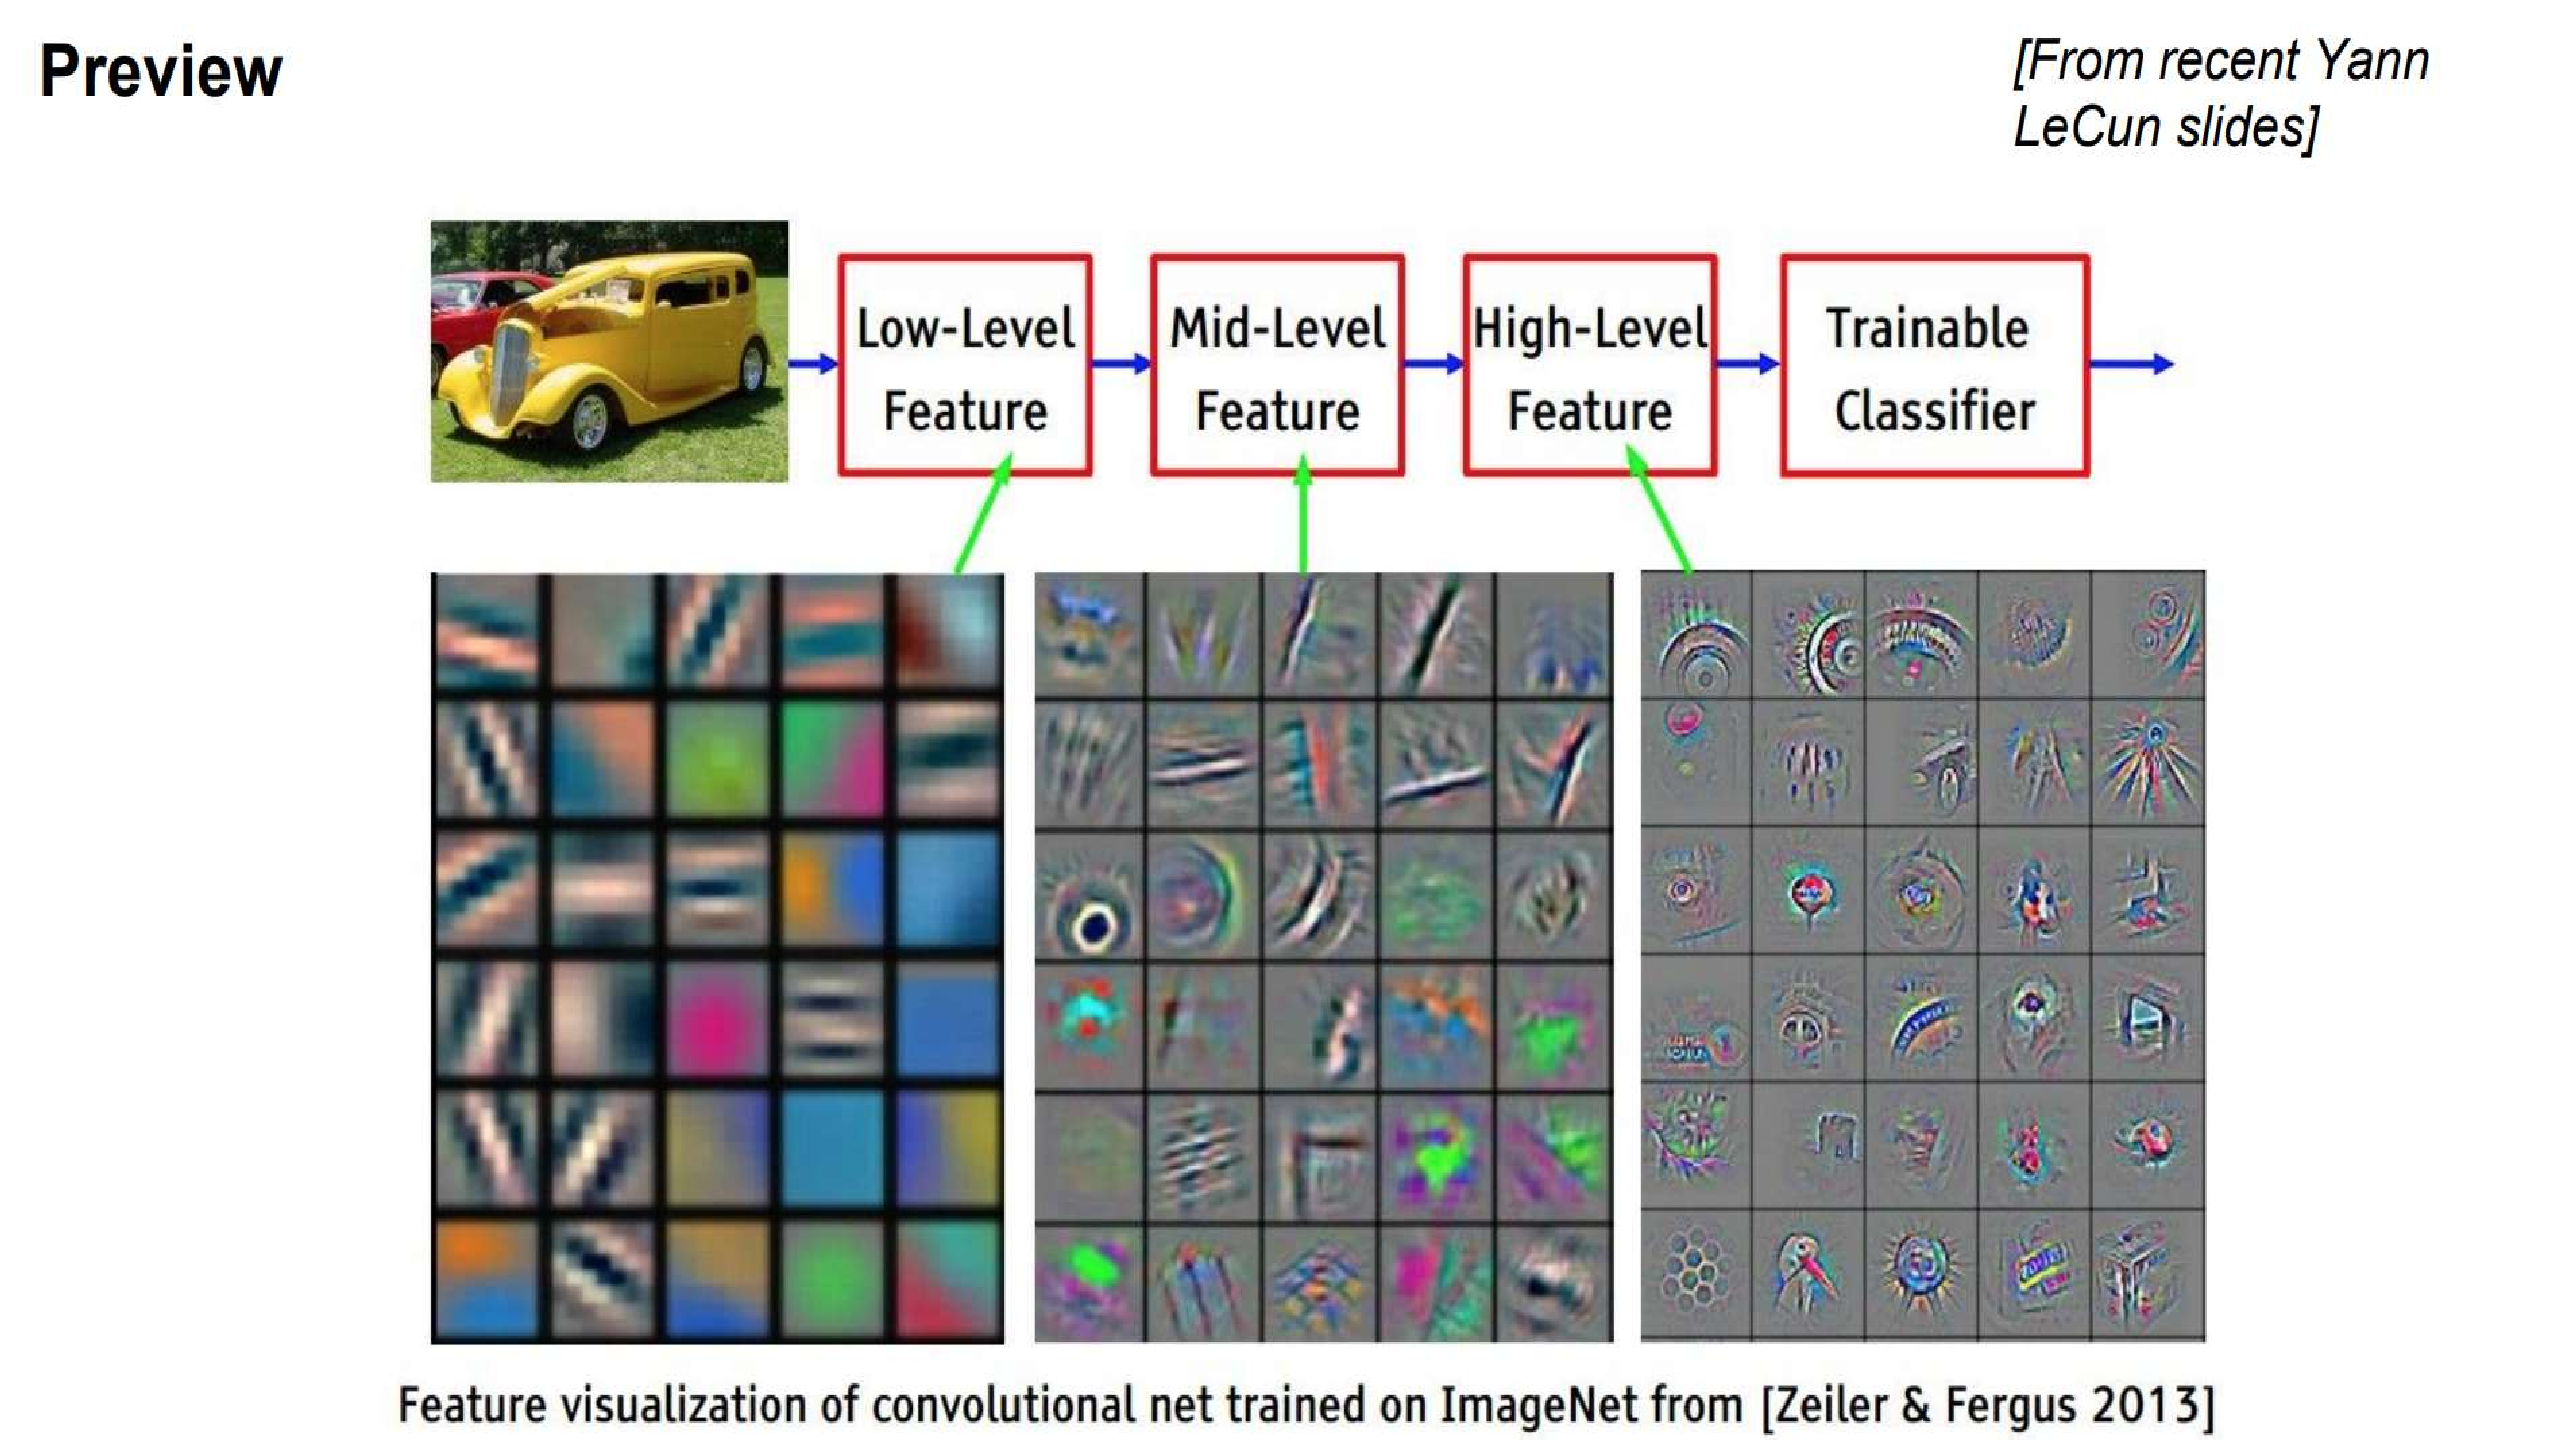 Preview
[From recent Yann
LeCun slides]
Low-Level
Feature
Mid-Level
Feature
High-Level
Feature
Trainable
Classifier
Feature visualization of convolutional net trained on ImageNet from [Zeiler & Fergus 2013]